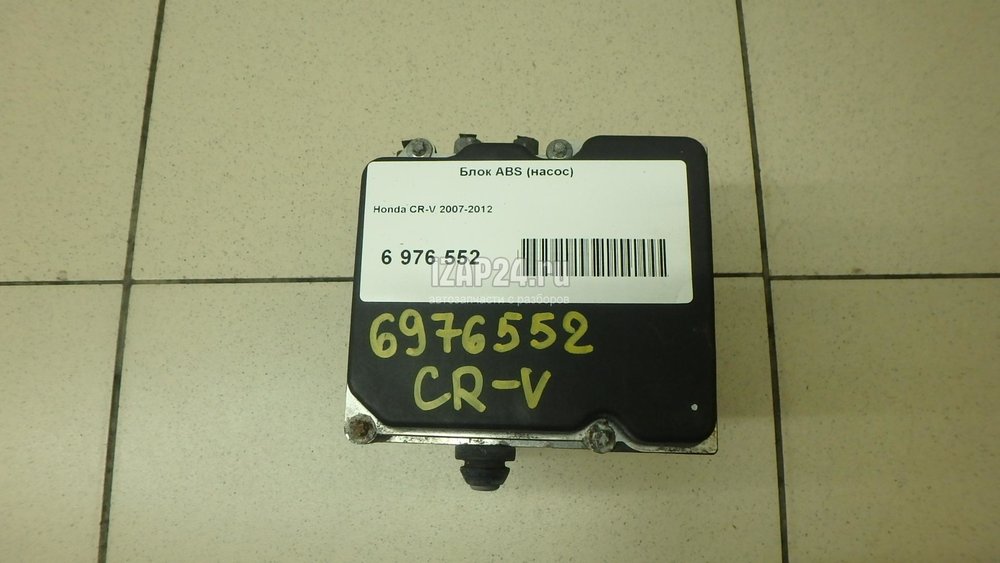 Блок ABS (насос)
Honda CR-V 2007-2012
6 976 552
IZAP24.ru
автозапчасти с разборов
6976552
CR-V